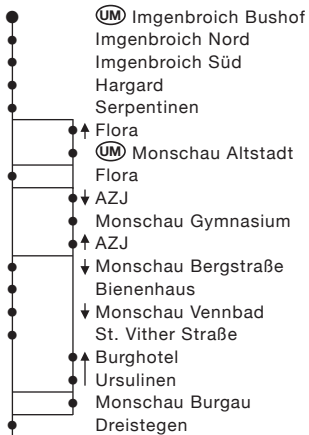 UM Imgenbroich Bushof
Imgenbroich Nord
Imgenbroich Süd
Hargard
Serpentinen
↑ Flora
UM Monschau Altstadt
Flora
↓ AZJ
Monschau Gymnasium
↑ AZJ
↓ Monschau Bergstraße
Bienenhaus
↓ Monschau Vennbad
St. Vither Straße
↑ Burghotel
Ursulinen
Monschau Burgau
Dreistegen